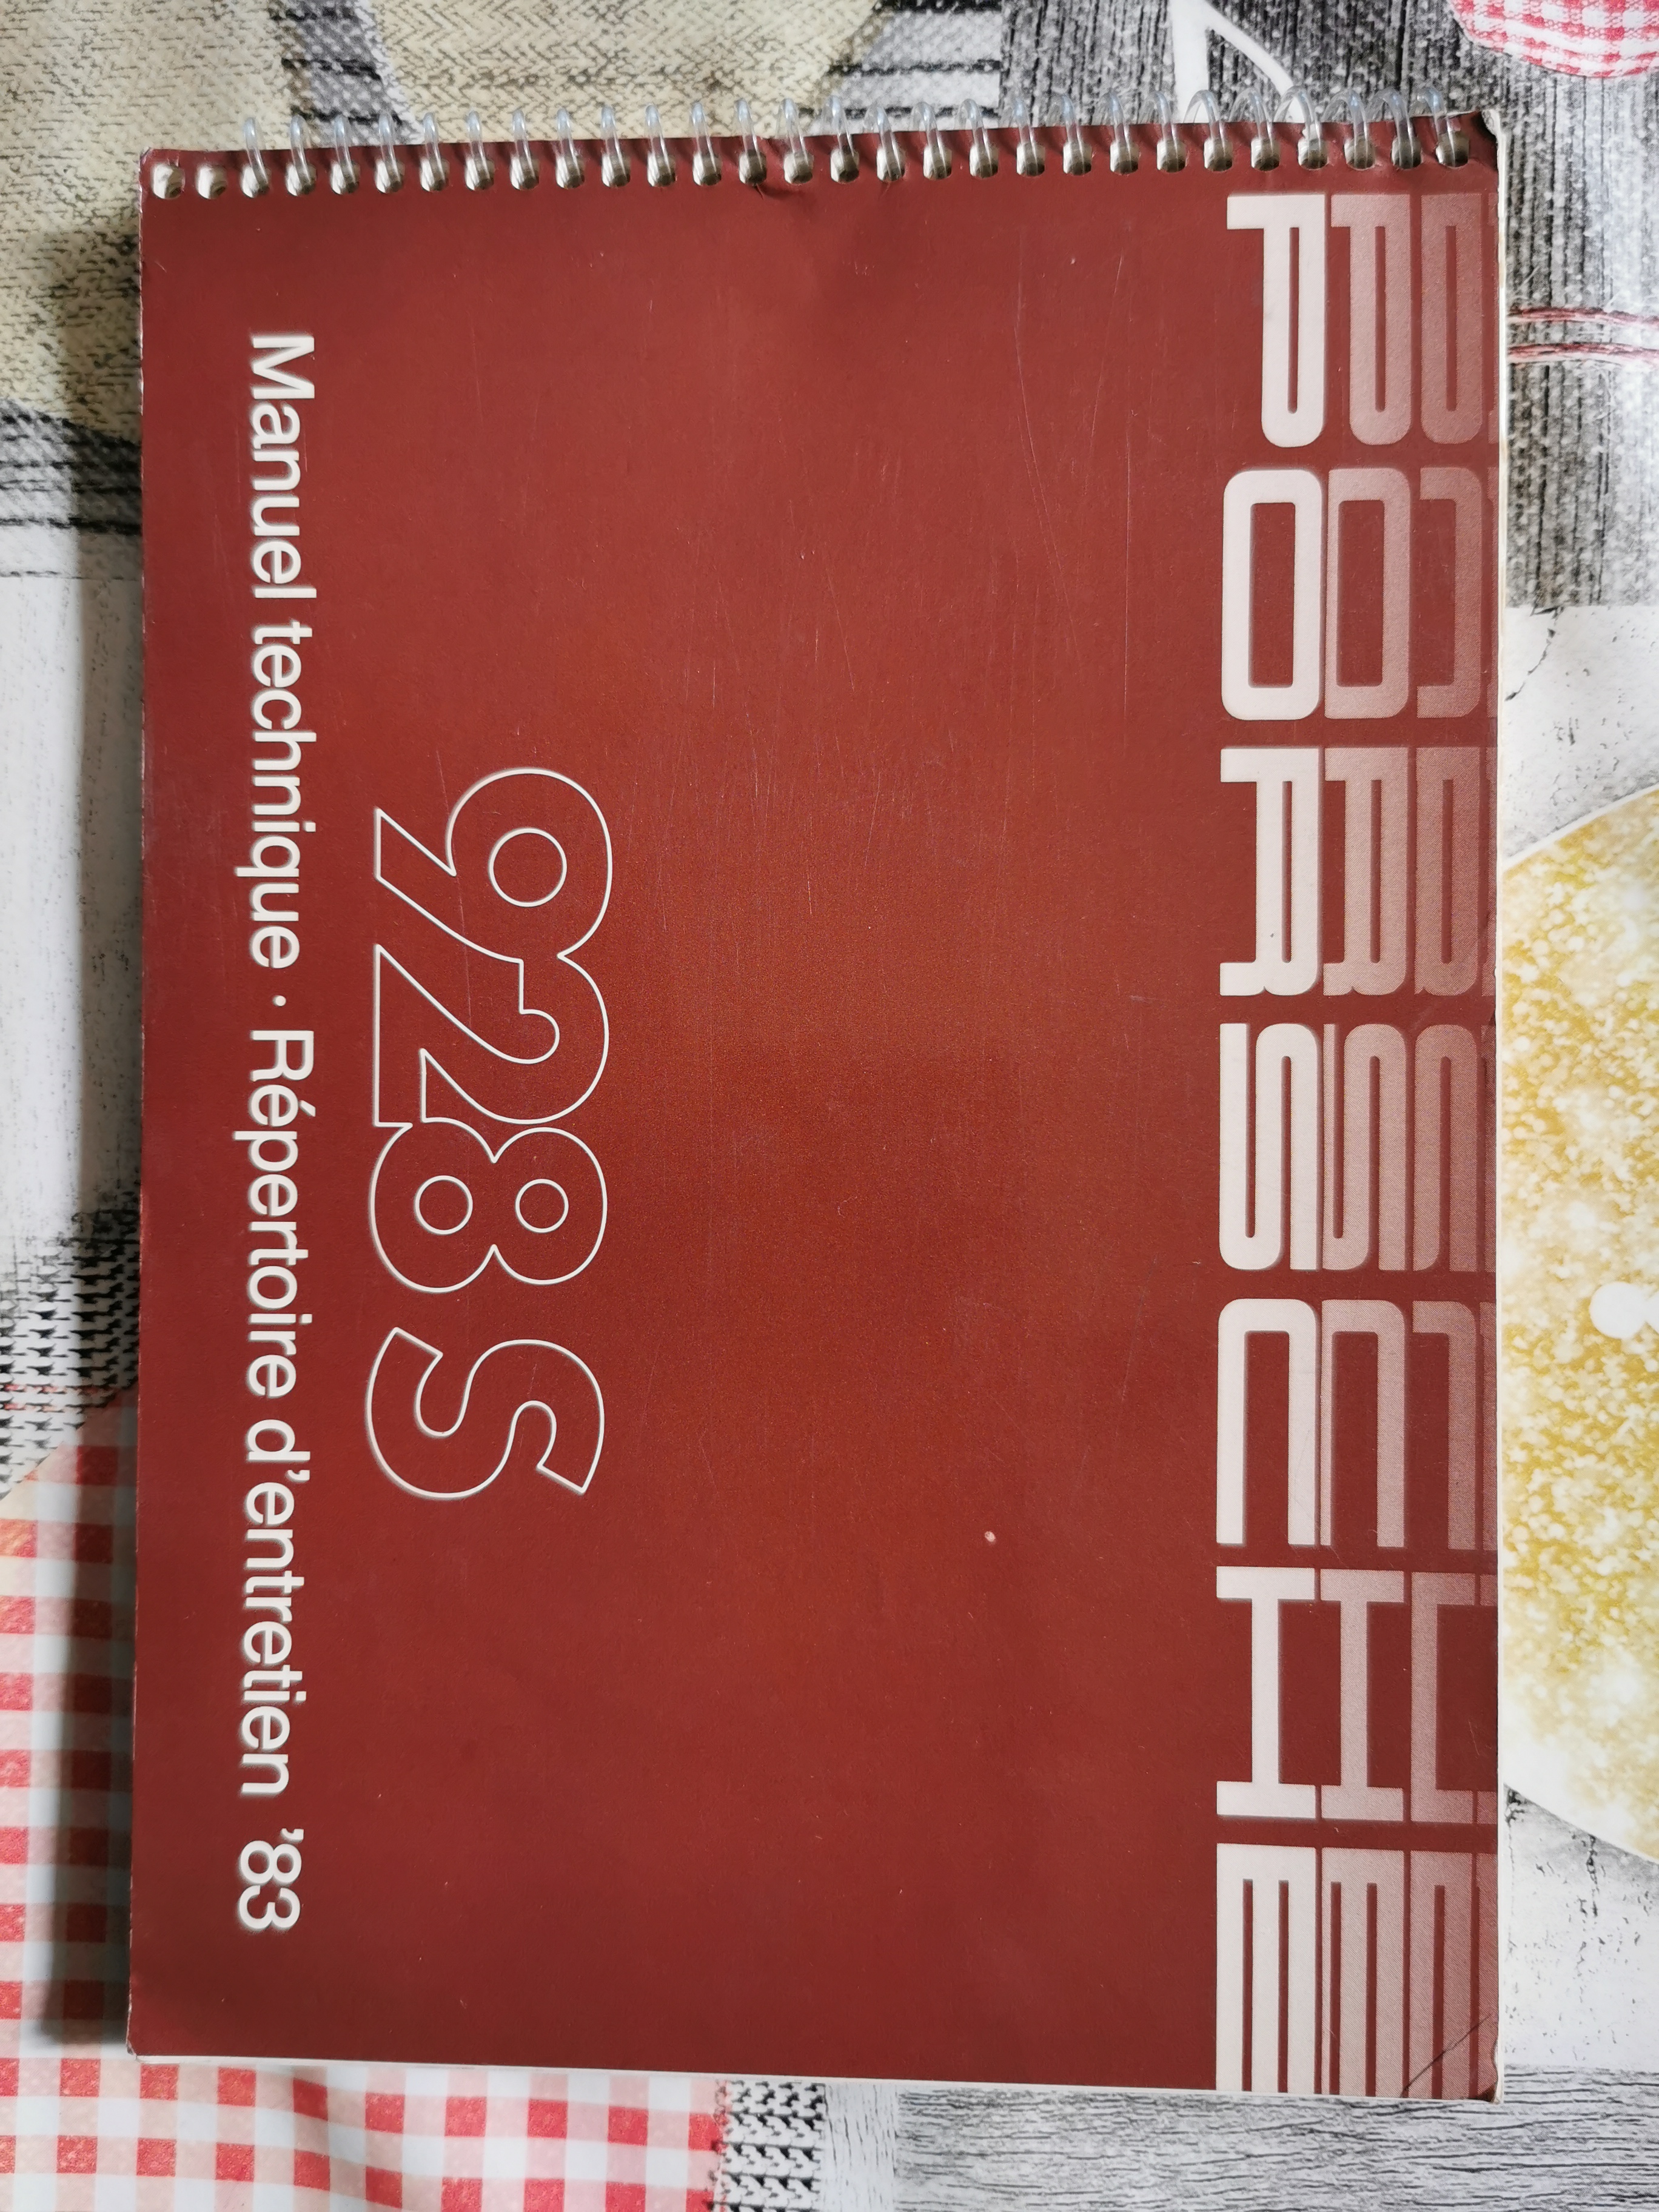 PORSCHE
928 S
Manuel technique · Répertoire d'entretien '83